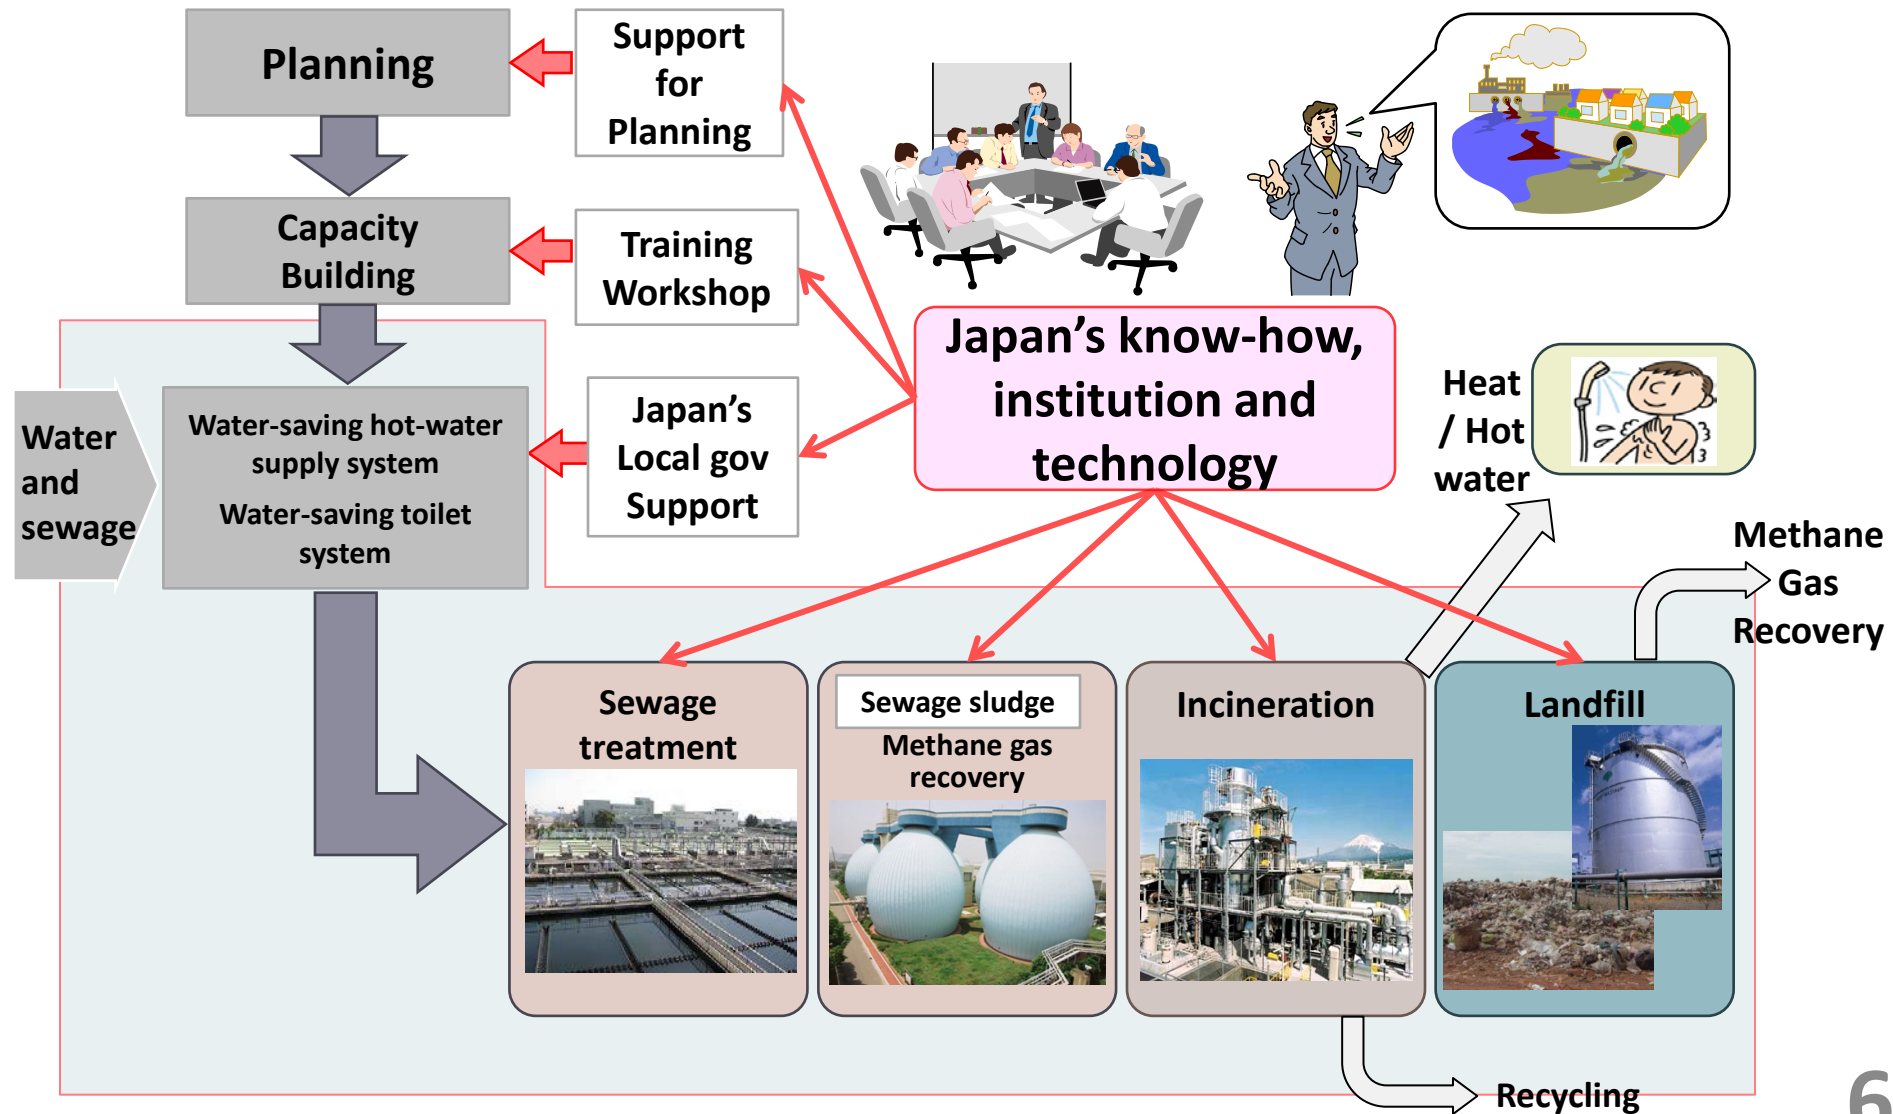 Planning
Support
for
Planning
Capacity
Building
Training
Workshop
Japan’s know-how,
institution and
technology
Water
and
sewage
Water-saving hot-water
supply system
Water-saving toilet
system
Japan’s
Local gov
Support
Heat
/ Hot
water
Methane
Gas
Recovery
Sewage
treatment
Sewage sludge
Methane gas
recovery
Incineration
Landfill
Recycling
6